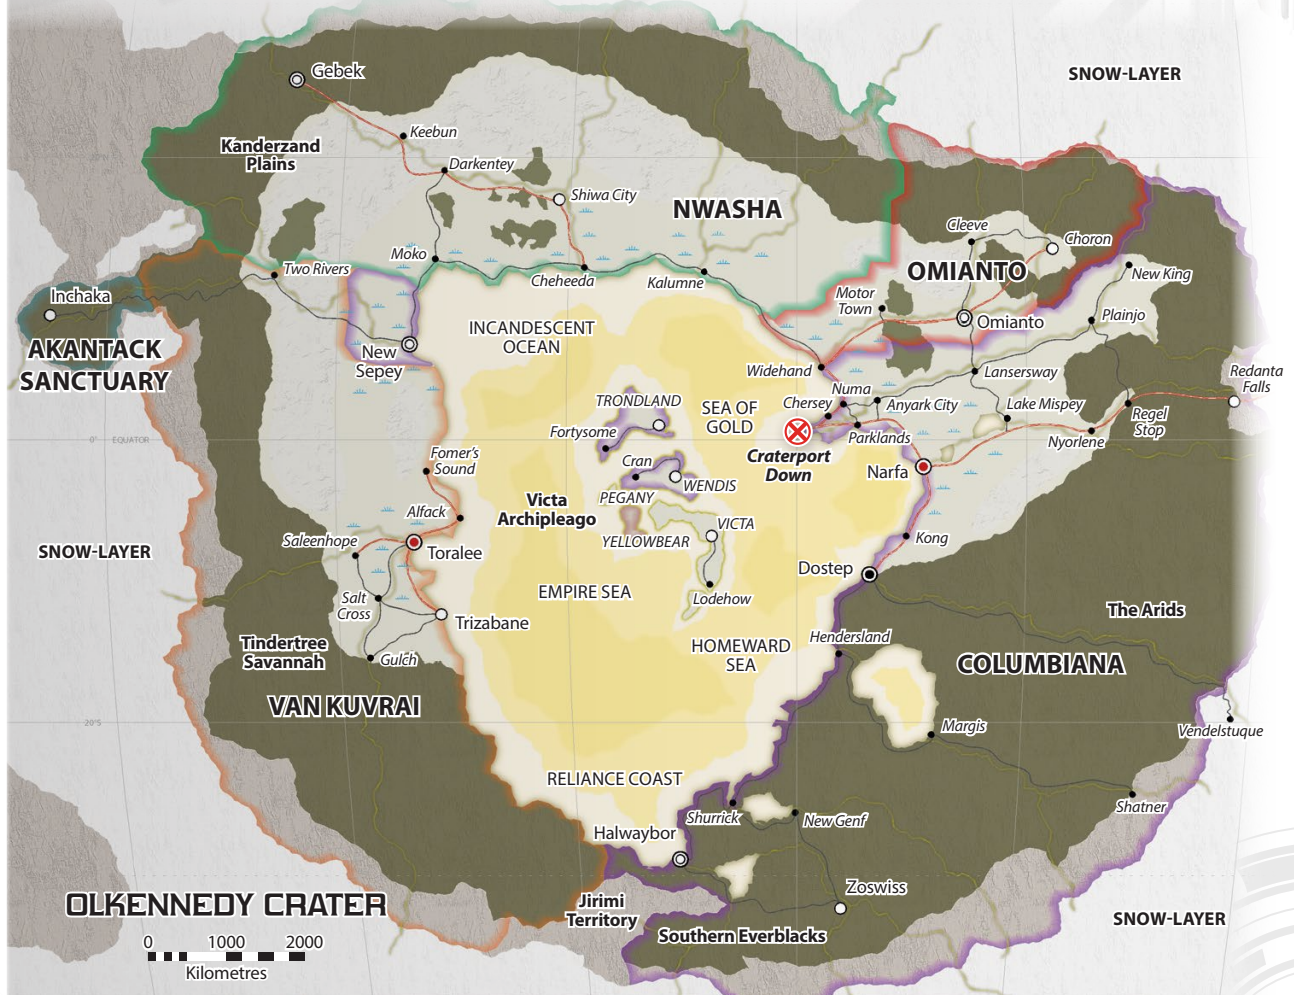 SNOW-LAYER
Gebek
Keebun
Kanderzand
Plains
Darkentey
Shiwa City
NWASHA
Cleeve
Choron
Moko
Two Rivers
Cheheeda
Kalumne
OMIANTO
New King
Inchaka
Motor
Town
Omianto
Plainjo
INCANDESCENT
OCEAN
AKANTACK
SANCTUARY
New
Sepey
Widehand
Lansersway
Redanta
Falls
Numa
TRONDLAND
SEA OF
GOLD
Chersey
Anyark City
Lake Mispey
Regel
Stop
Fortysome
Parklands
Nyorlene
0°
EQUATOR
Craterport
Down
Fomer's
Sound
Cran
Narfa
WENDIS
PEGANY
Victa
Archipleago
Alfack
VICTA
Saleenhope
YELLOWBEAR
Kong
SNOW-LAYER
Toralee
Dostep
EMPIRE SEA
Lodehow
Salt
Cross
The Arids
Trizabane
Hendersland
Tindertree
Savannah
HOMEWARD
SEA
Gulch
COLUMBIANA
VAN KUVRAI
20°S
Margis
Vendelstuque
RELIANCE COAST
Shatner
Shurrick
New Genf
Halwaybor
Zoswiss
OLKENNEDY CRATER
Jirimi
Territory
SNOW-LAYER
Southern Everblacks
0 1000 2000
Kilometres